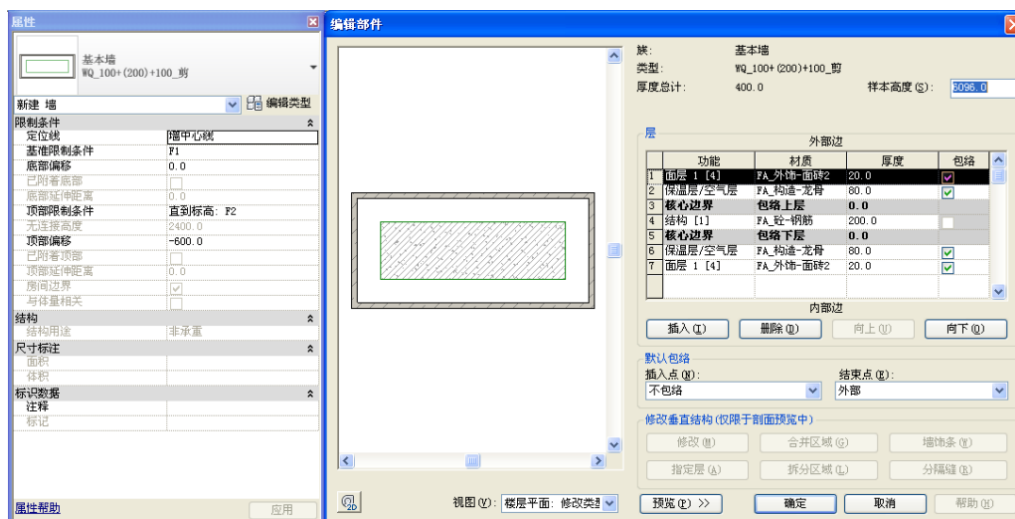 属性
基本墙
WQ_100+(200)+100_剪
新建 墙
编辑类型
限制条件
定位线 墙中心线
基准限制条件 F1
底部偏移 0.0
已附着底部
底部延伸距离 0.0
顶部限制条件 直到标高: F2
无连接高度 2400.0
顶部偏移 -600.0
已附着顶部
顶部延伸距离 0.0
房间边界
与体量相关
结构
结构用途 非承重
尺寸标注
面积
体积
标识数据
注释
标记
属性帮助
应用
编辑部件
族: 基本墙
类型: WQ_100+(200)+100_剪
厚度总计: 400.0 样本高度(S): 6096.0
层
外部边
功能 材质 厚度 包络
1 面层 1 [4] FA_外饰-面砖2 20.0
2 保温层/空气层 FA_构造-龙骨 80.0
3 核心边界 包络上层 0.0
4 结构 [1] FA_砼-钢筋 200.0
5 核心边界 包络下层 0.0
6 保温层/空气层 FA_构造-龙骨 80.0
7 面层 1 [4] FA_外饰-面砖2 20.0
内部边
插入(I) 删除(D) 向上(U) 向下(O)
默认包络
插入点(N): 结束点(E):
不包络 外部
修改垂直结构(仅限于剖面预览中)
修改(M) 合并区域(G) 墙饰条(W)
指定层(A) 拆分区域(L) 分隔缝(R)
视图(V): 楼层平面: 修改类
预览(P) >> 确定 取消 帮助(H)